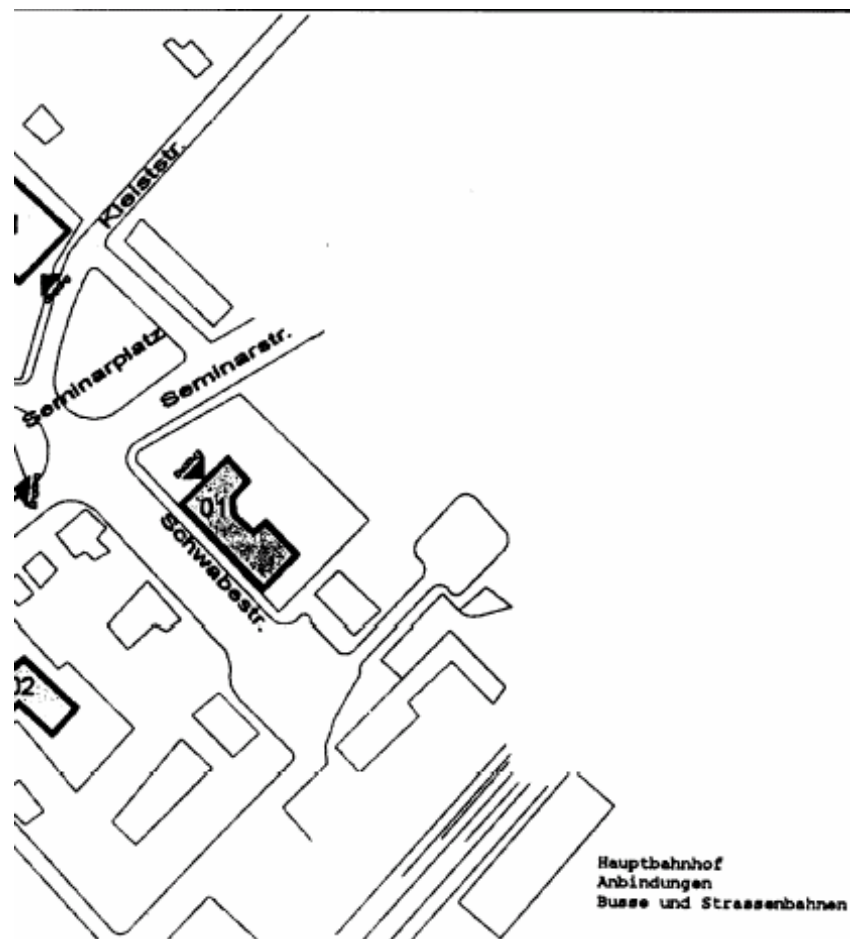 Kleiststr.
Seminarplatz
Seminarstr.
01
Schwabestr.
02
Hauptbahnhof
Anbindungen
Busse und Strassenbahnen